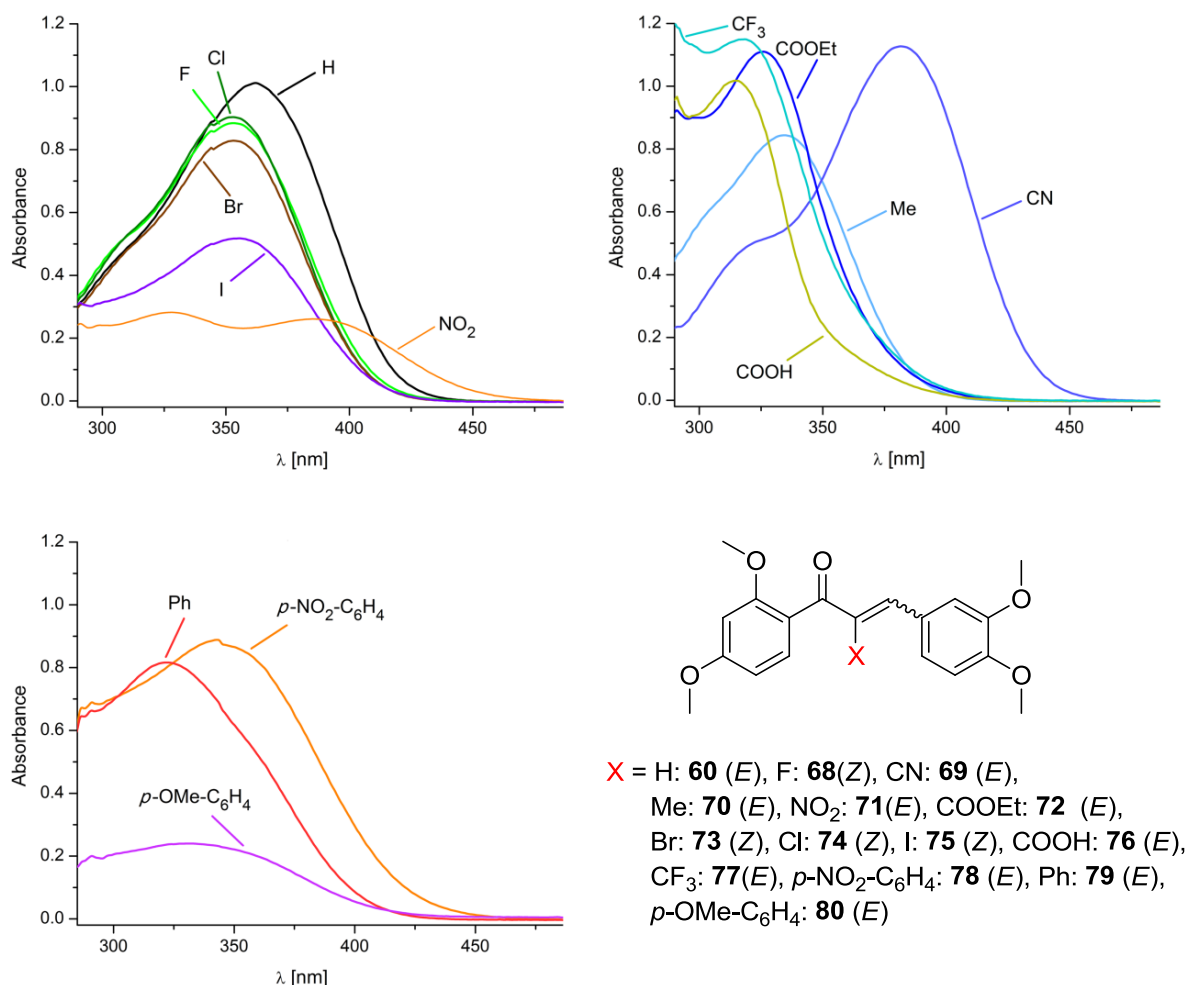 1.2
1.0
0.8
0.6
0.4
0.2
0.0
Absorbance
300
350
400
450
λ [nm]
Cl
F
H
Br
I
NO2
1.2
1.0
0.8
0.6
0.4
0.2
0.0
Absorbance
300
350
400
450
λ [nm]
CF3
COOEt
CN
Me
COOH
1.2
1.0
0.8
0.6
0.4
0.2
0.0
Absorbance
300
350
400
450
λ [nm]
Ph
p-NO2-C6H4
p-OMe-C6H4
O
O
O
O
O
X
X = H: 60 (E), F: 68(Z), CN: 69 (E),
Me: 70 (E), NO2: 71(E), COOEt: 72 (E),
Br: 73 (Z), Cl: 74 (Z), I: 75 (Z), COOH: 76 (E),
CF3: 77(E), p-NO2-C6H4: 78 (E), Ph: 79 (E),
p-OMe-C6H4: 80 (E)